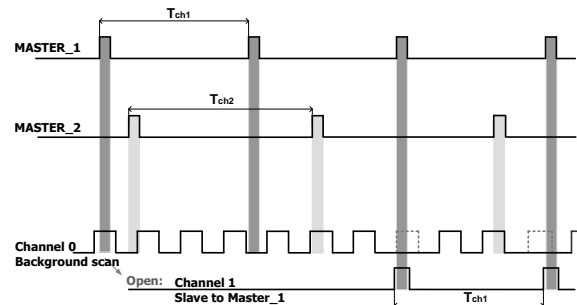 Tch1
MASTER_1
Tch2
MASTER_2
Channel 0
Background scan
Open: Channel 1
Slave to Master_1
Tch1